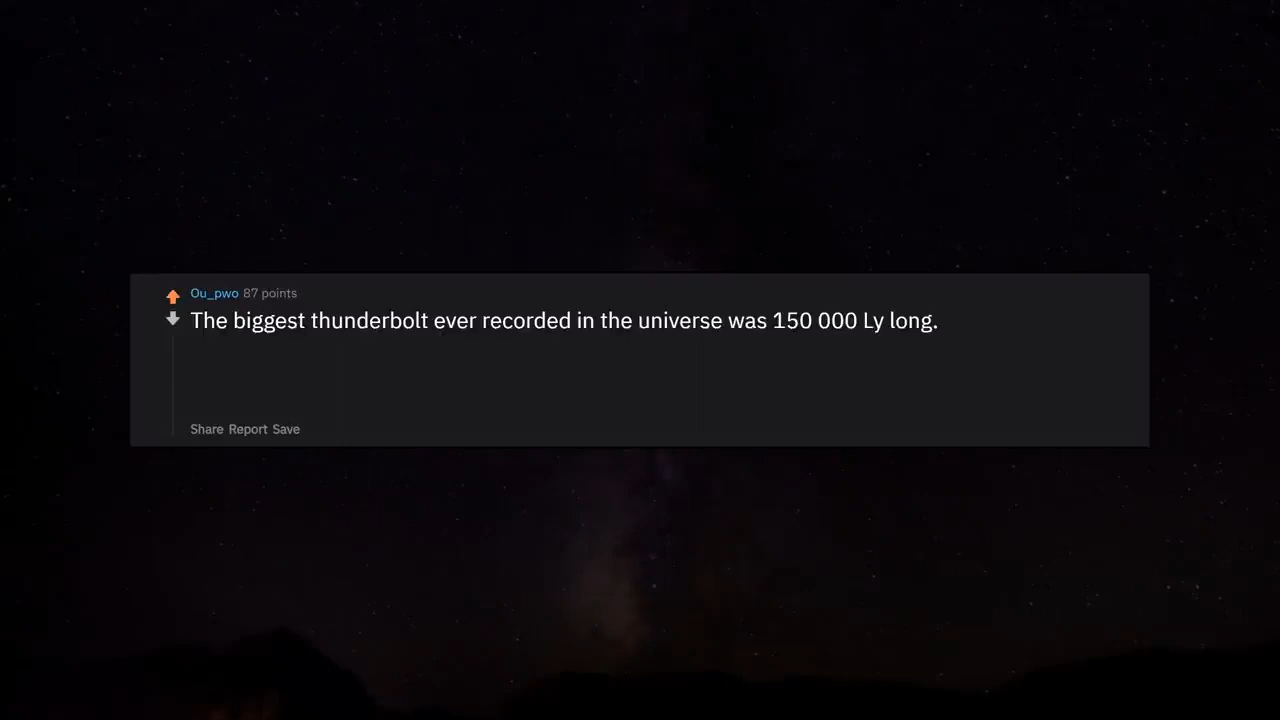 Ou_pwo 87 points
The biggest thunderbolt ever recorded in the universe was 150 000 Ly long.
Share Report Save